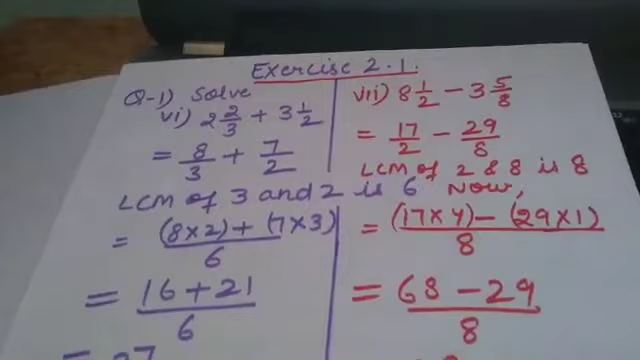 Exercise 2.1.
Q-1) Solve
vi) 2 2/3 + 3 1/2
= 8/3 + 7/2
LCM of 3 and 2 is 6
= (8×2)+(7×3)/6
= 16+21/6
= 37
vii) 8 1/2 - 3 5/8
= 17/2 - 29/8
LCM of 2 & 8 is 8
Now,
= (17×4)-(29×1)/8
= 68-29/8